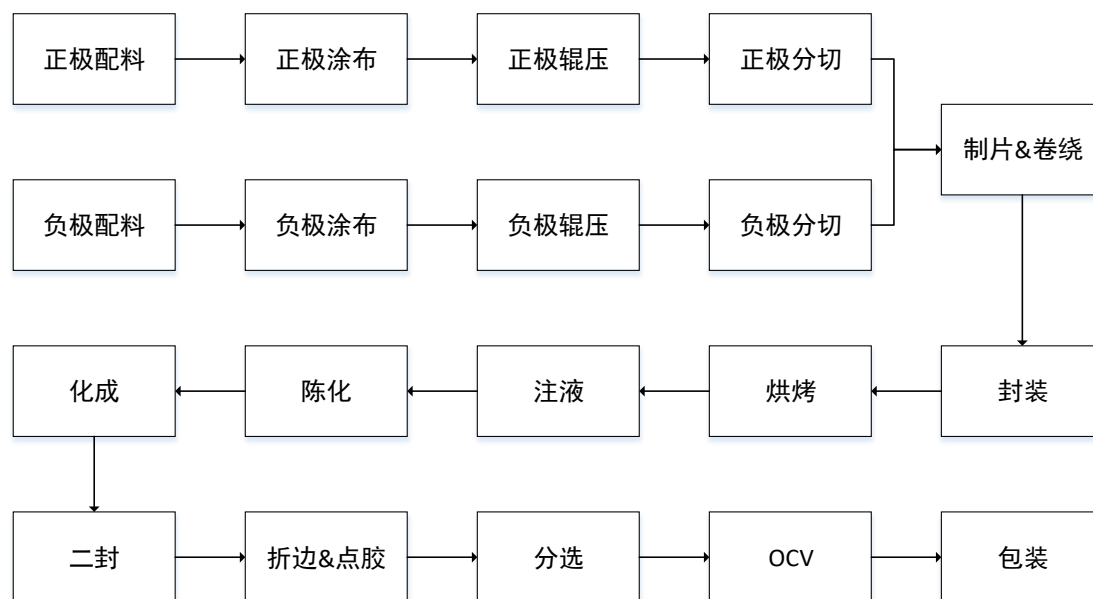 正极配料
正极涂布
正极辊压
正极分切
制片&卷绕
负极配料
负极涂布
负极辊压
负极分切
化成
陈化
注液
烘烤
封装
二封
折边&点胶
分选
OCV
包装